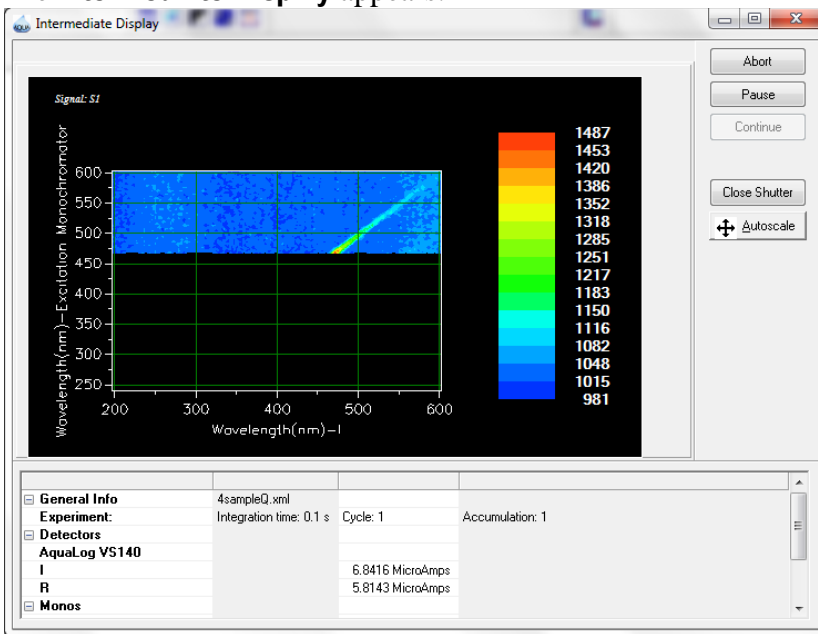 Intermediate Display
Abort
Pause
Continue
Close Shutter
Autoscale
Signal: S1
Wavelength(nm)-Excitation Monochromator
600
550
500
450
400
350
300
250
200 300 400 500 600
Wavelength(nm)-I
1487
1453
1420
1386
1352
1318
1285
1251
1217
1183
1150
1116
1082
1048
1015
981
General Info 4sampleQ.xml
Experiment: Integration time: 0.1 s Cycle: 1 Accumulation: 1
Detectors
AquaLog VS140
I 6.8416 MicroAmps
R 5.8143 MicroAmps
Monos